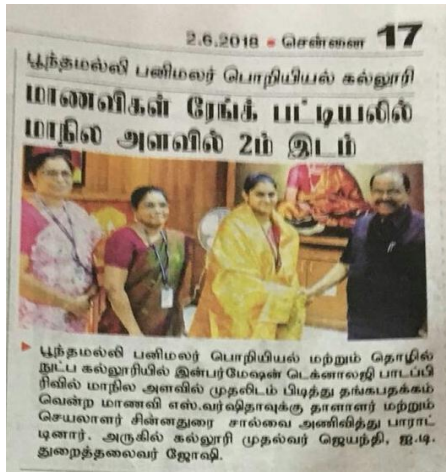 2.6.2018 • சென்னை 17
பூந்தமல்லி பனிமலர் பொறியியல் கல்லூரி
மாணவிகள் ரேங்க் பட்டியலில்
மாநில அளவில் 2ம் இடம்
பூந்தமல்லி பனிமலர் பொறியியல் மற்றும் தொழில்
நுட்ப கல்லூரியில் இன்பர்மேஷன் டெக்னாலஜி பாடப்பி
ரிவில் மாநில அளவில் முதலிடம் பிடித்து தங்கபதக்கம்
வென்ற மாணவி எஸ்.வர்ஷிதாவுக்கு தாளாளர் மற்றும்
செயலாளர் சின்னதுரை சால்வை அணிவித்து பாராட்
டினார். அருகில் கல்லூரி முதல்வர் ஜெயந்தி, ஐ.டி.
துறைத்தலைவர் ஜோஷி.